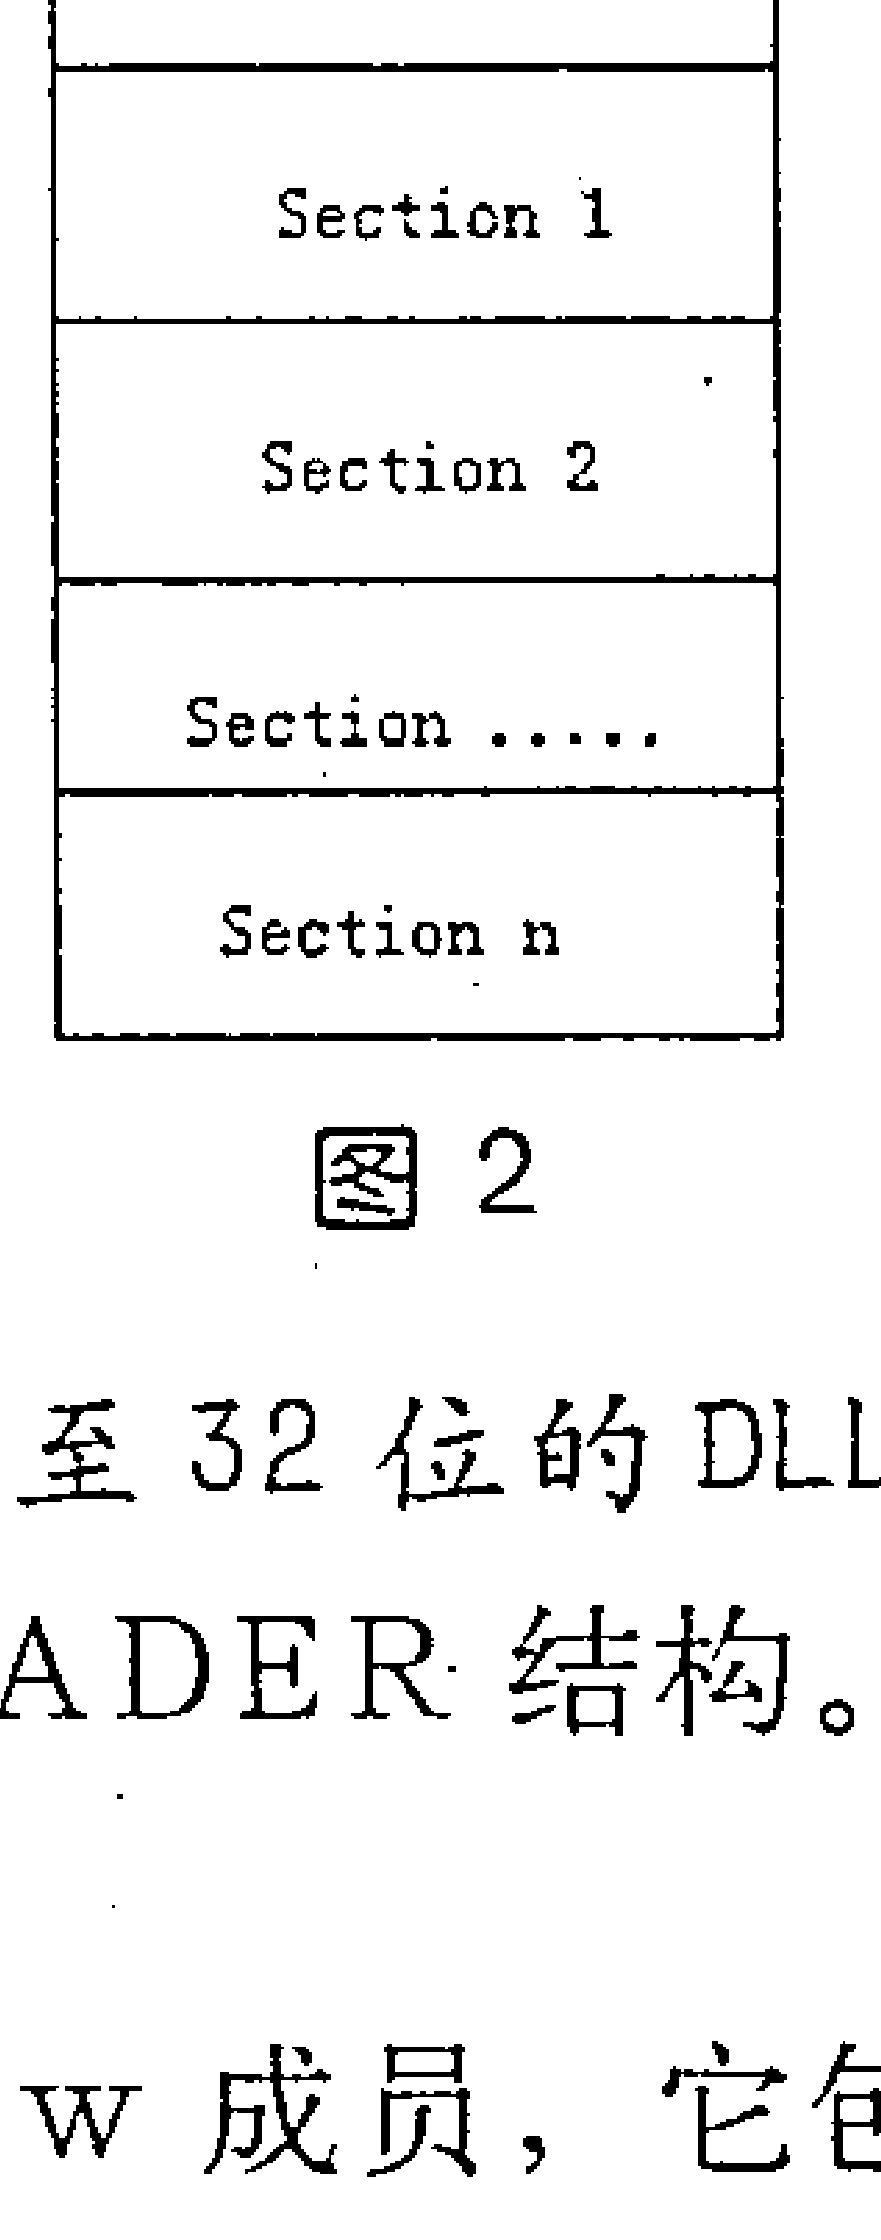 Section 1
Section 2
Section .....
Section n
图 2
至 32 位的 DLL
ADER 结构。
w 成员，它包